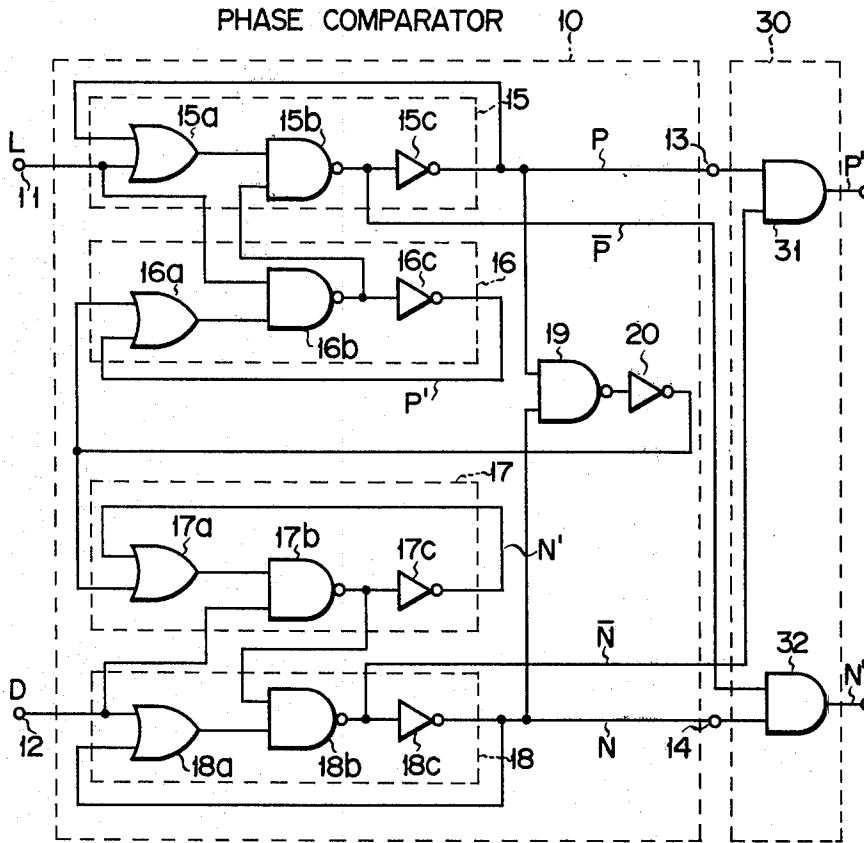 PHASE COMPARATOR
10
30
15
15a
15b
15c
L
11
P
13
P'
31
P̅
16a
16c
16
16b
19
20
P'
17
17a
17b
17c
N'
N̅
32
D
12
18a
18b
18c
18
N
14
N'